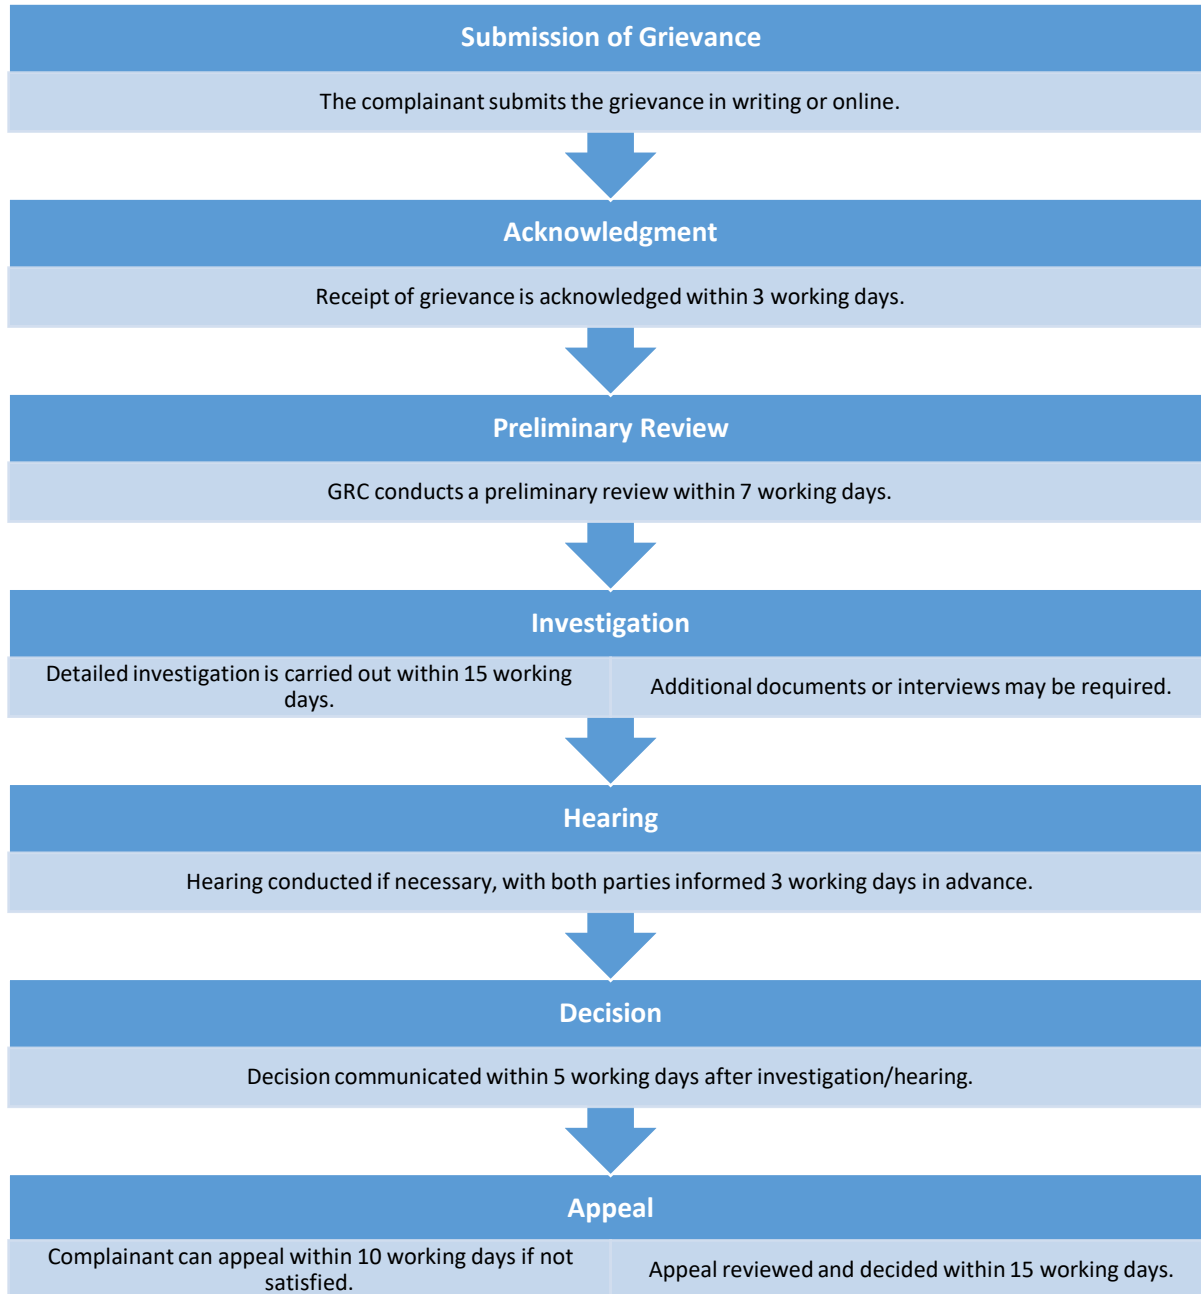 Submission of Grievance
The complainant submits the grievance in writing or online.
Acknowledgment
Receipt of grievance is acknowledged within 3 working days.
Preliminary Review
GRC conducts a preliminary review within 7 working days.
Investigation
Detailed investigation is carried out within 15 working
days.
Additional documents or interviews may be required.
Hearing
Hearing conducted if necessary, with both parties informed 3 working days in advance.
Decision
Decision communicated within 5 working days after investigation/hearing.
Appeal
Complainant can appeal within 10 working days if not
satisfied.
Appeal reviewed and decided within 15 working days.